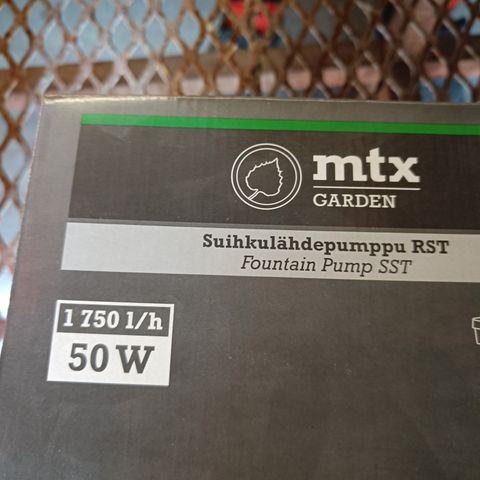 mtx
GARDEN
Suihkulähdepumppu RST
Fountain Pump SST
1 750 l/h
50 W